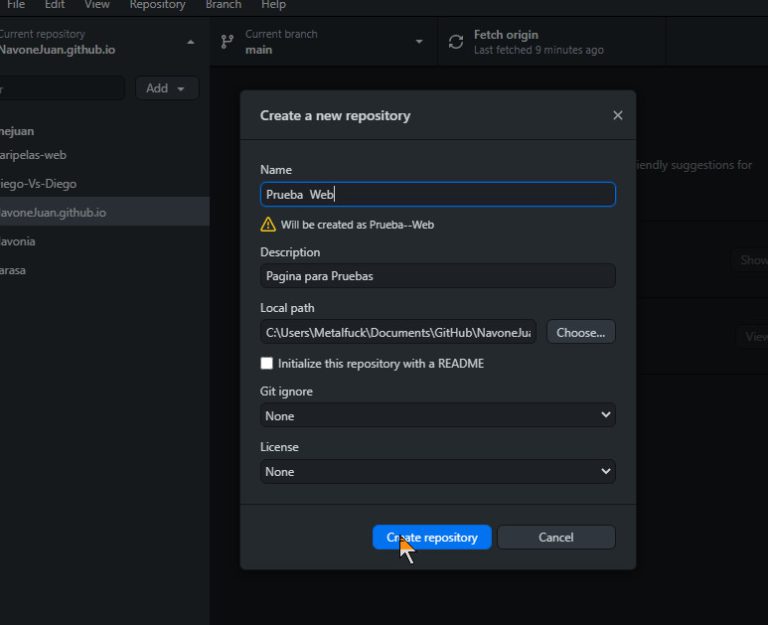 File Edit View Repository Branch Help
Current repository
NavoneJuan.github.io
Current branch
main
Fetch origin
Last fetched 9 minutes ago
Add
Create a new repository
Name
Prueba  Web
Will be created as Prueba--Web
Description
Pagina para Pruebas
Local path
C:\Users\Metalfuck\Documents\GitHub\NavoneJua
Choose...
Initialize this repository with a README
Git ignore
None
License
None
Create repository
Cancel
nejuan
aripelas-web
iego-Vs-Diego
avoneJuan.github.io
avonia
arasa
iendly suggestions for
Show
View